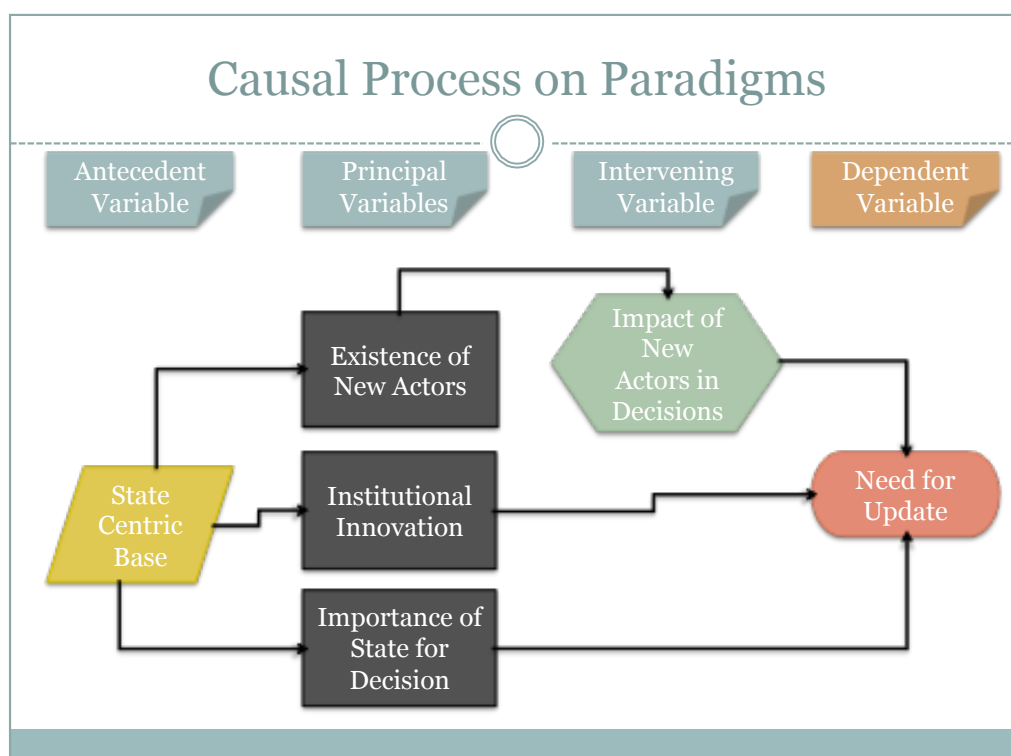 Causal Process on Paradigms
Antecedent
Variable
Principal
Variables
Intervening
Variable
Dependent
Variable
Existence of
New Actors
Impact of
New
Actors in
Decisions
State
Centric
Base
Institutional
Innovation
Need for
Update
Importance of
State for
Decision